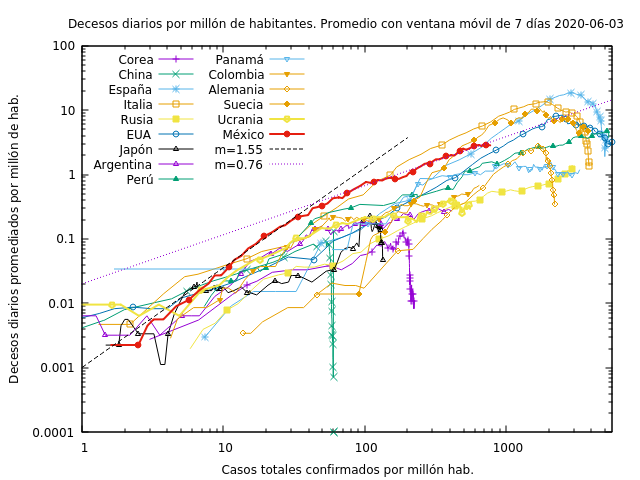 Decesos diarios por millón de habitantes. Promedio con ventana móvil de 7 días 2020-06-03
Decesos diarios promediados por millón de hab.
100
10
1
0.1
0.01
0.001
0.0001
Corea
China
España
Italia
Rusia
EUA
Japón
Argentina
Perú
Panamá
Colombia
Alemania
Suecia
Ucrania
México
m=1.55
m=0.76
1
10
100
1000
Casos totales confirmados por millón hab.